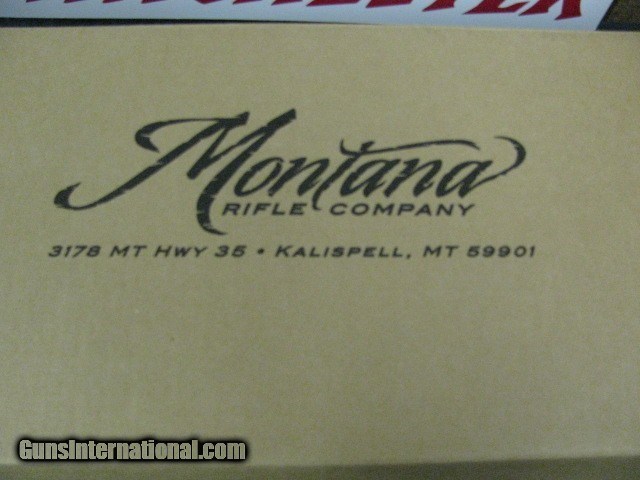 Montana
RIFLE COMPANY
3178 MT HWY 35 • KALISPELL, MT 59901
GunsInternational.com